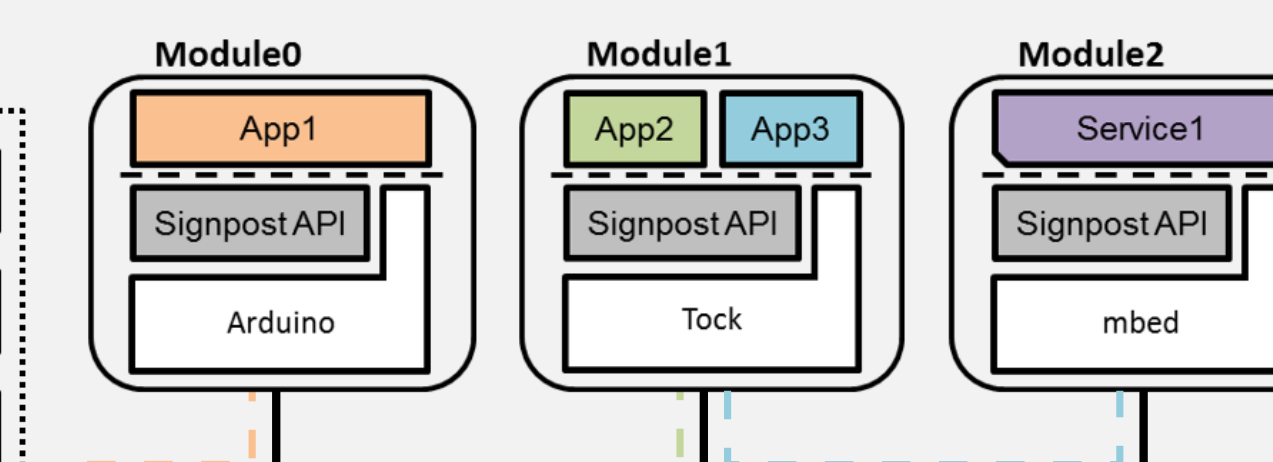 Module0 Module1 Module2
App1 App2 App3 Service1
Signpost API Signpost API Signpost API
Arduino Tock mbed